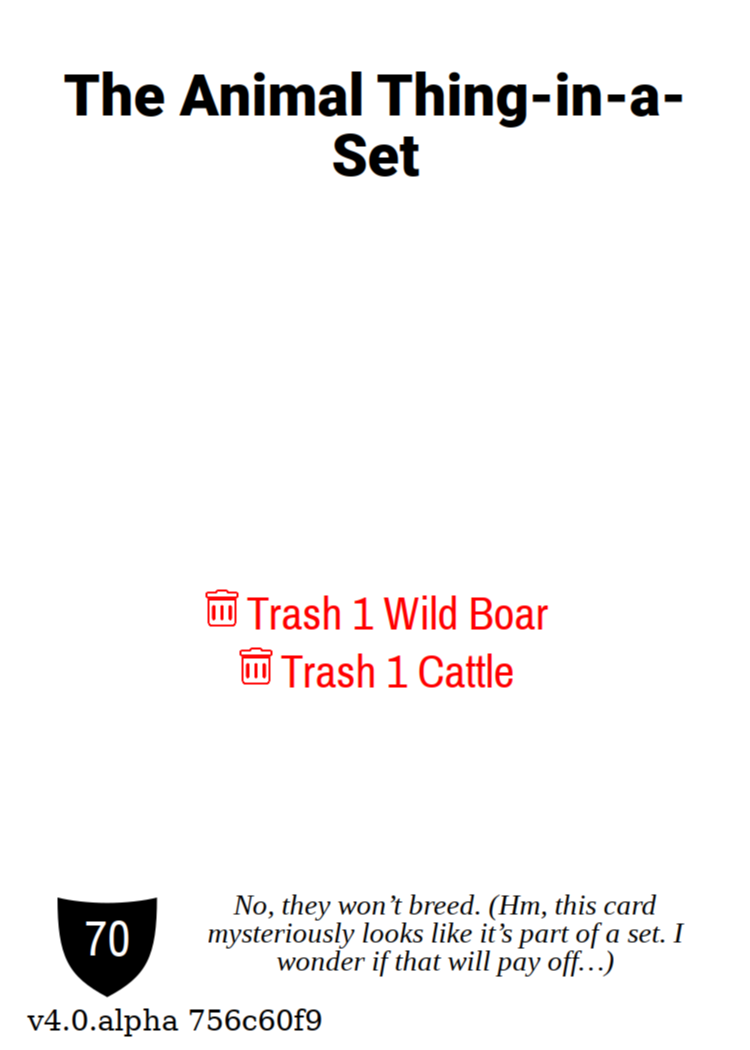 The Animal Thing-in-a-
Set
Trash 1 Wild Boar
Trash 1 Cattle
70
No, they won’t breed. (Hm, this card
mysteriously looks like it’s part of a set. I
wonder if that will pay off…)
v4.0.alpha 756c60f9